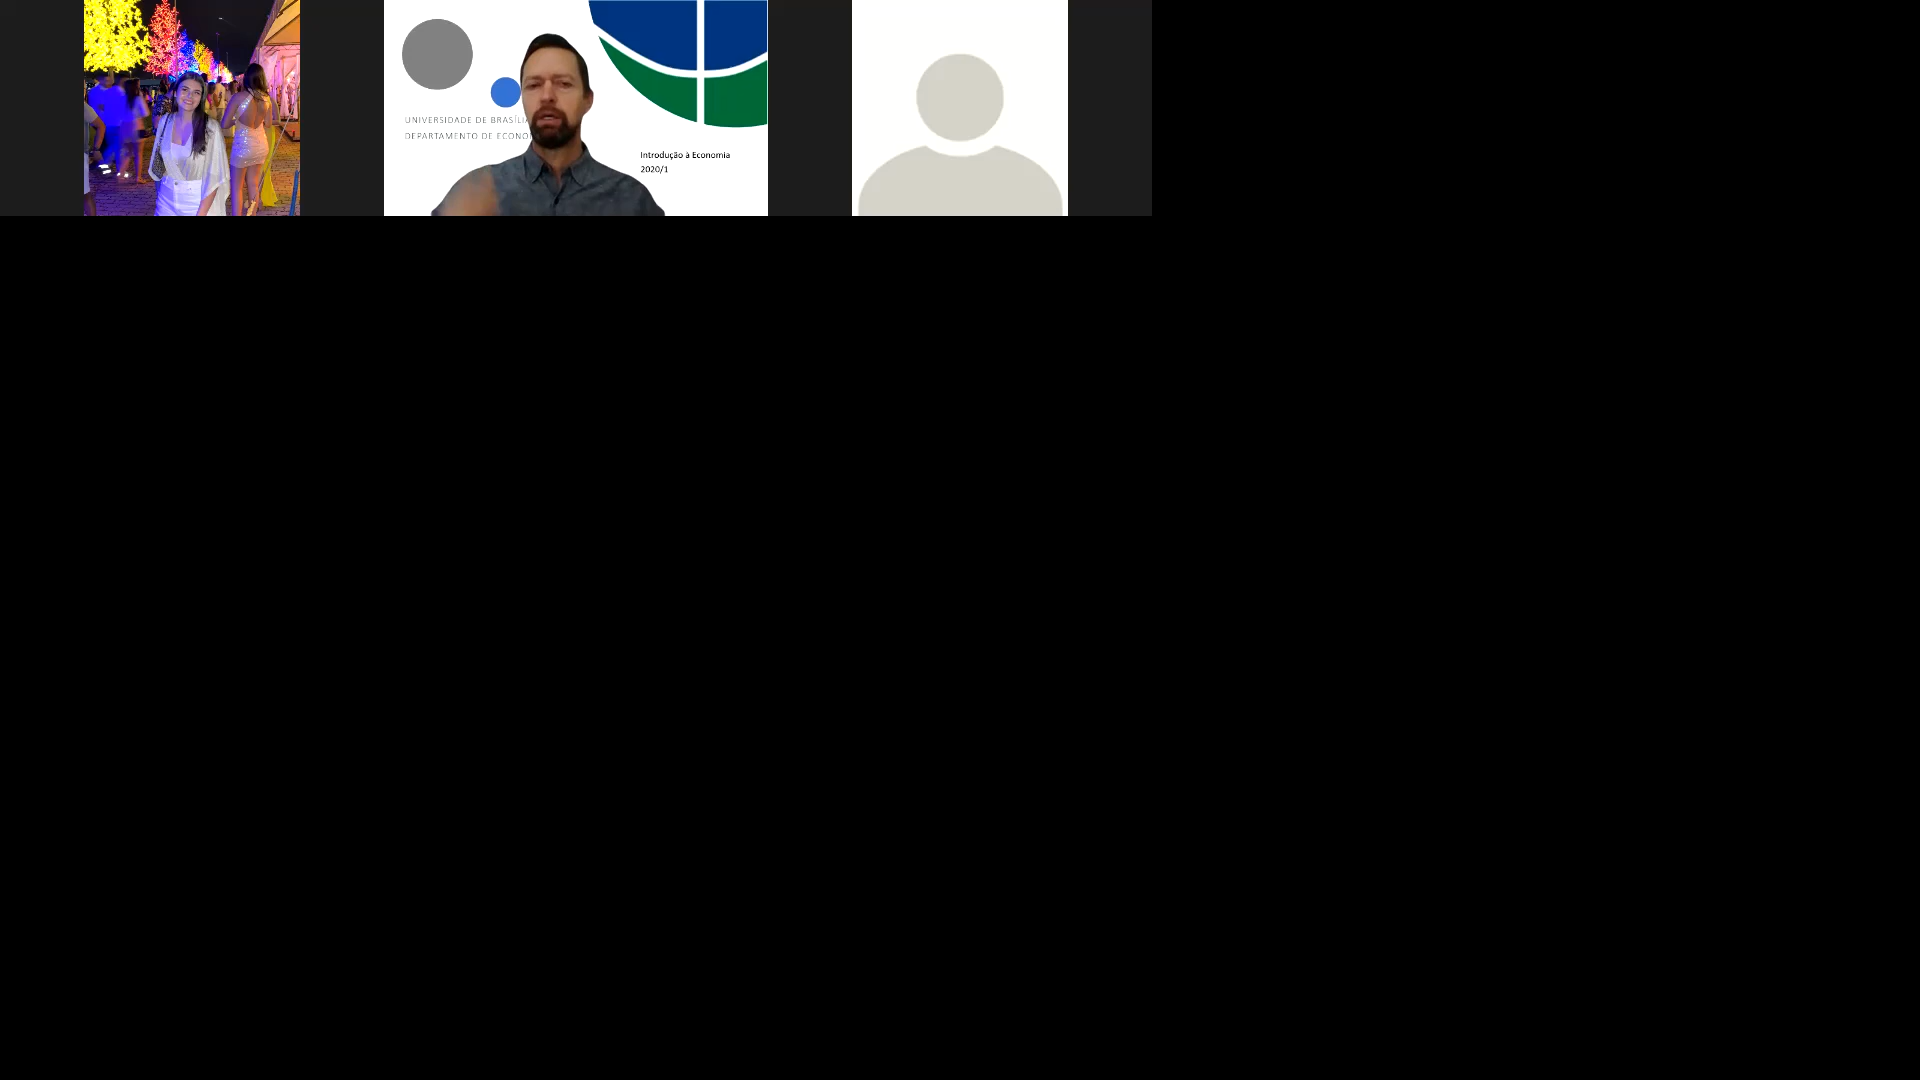 UNIVERSIDADE DE BRASÍLIA
DEPARTAMENTO DE ECONO
Introdução à Economia
2020/1